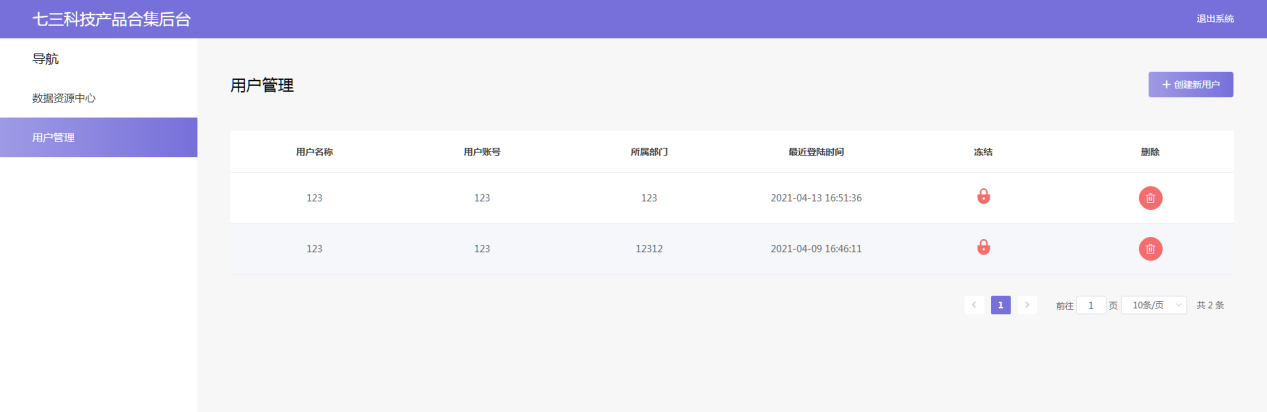 七三科技产品合集后台
退出系统
导航
数据资源中心
用户管理
用户管理
+ 创建新用户
用户名称 用户账号 所属部门 最近登陆时间 冻结 删除
123 123 123 2021-04-13 16:51:36
123 123 12312 2021-04-09 16:46:11
< 1 > 前往 1 页 10条/页 共 2 条